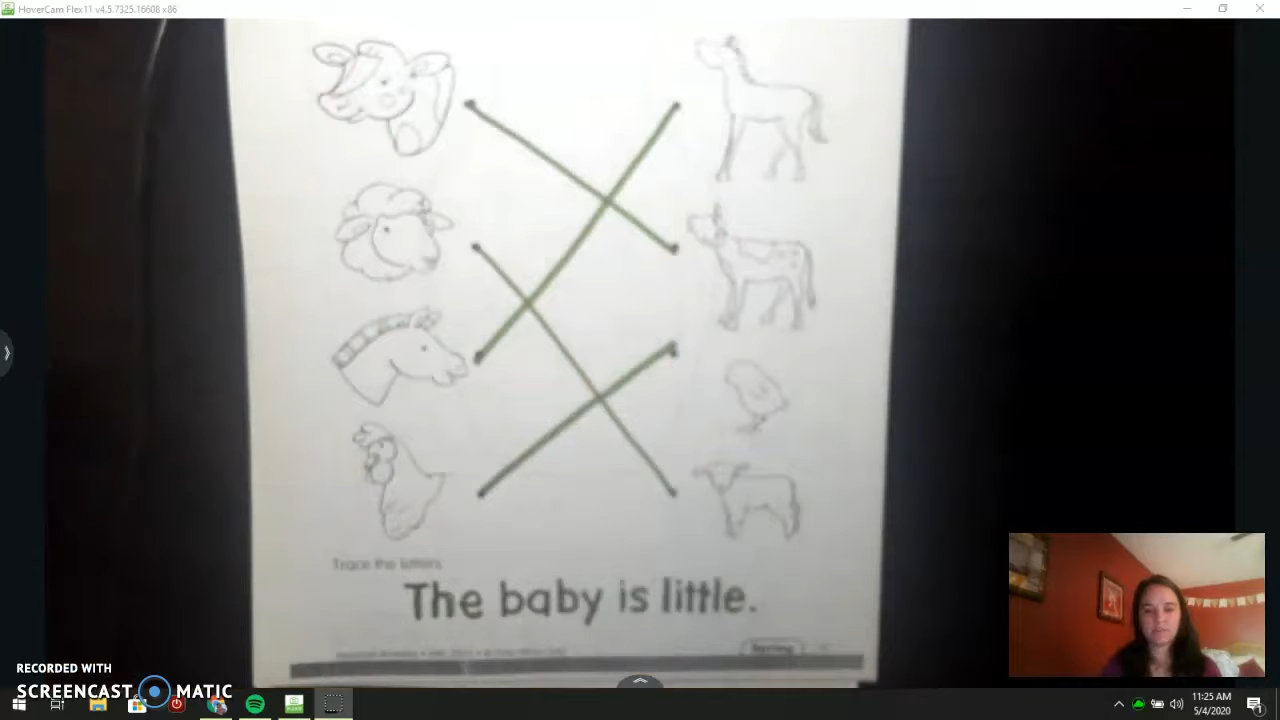 HoverCam Flex11 v4.5.7325.16608 x86
Trace the letters
The baby is little.
Spring
RECORDED WITH
SCREENCAST MATIC
11:25 AM
5/4/2020